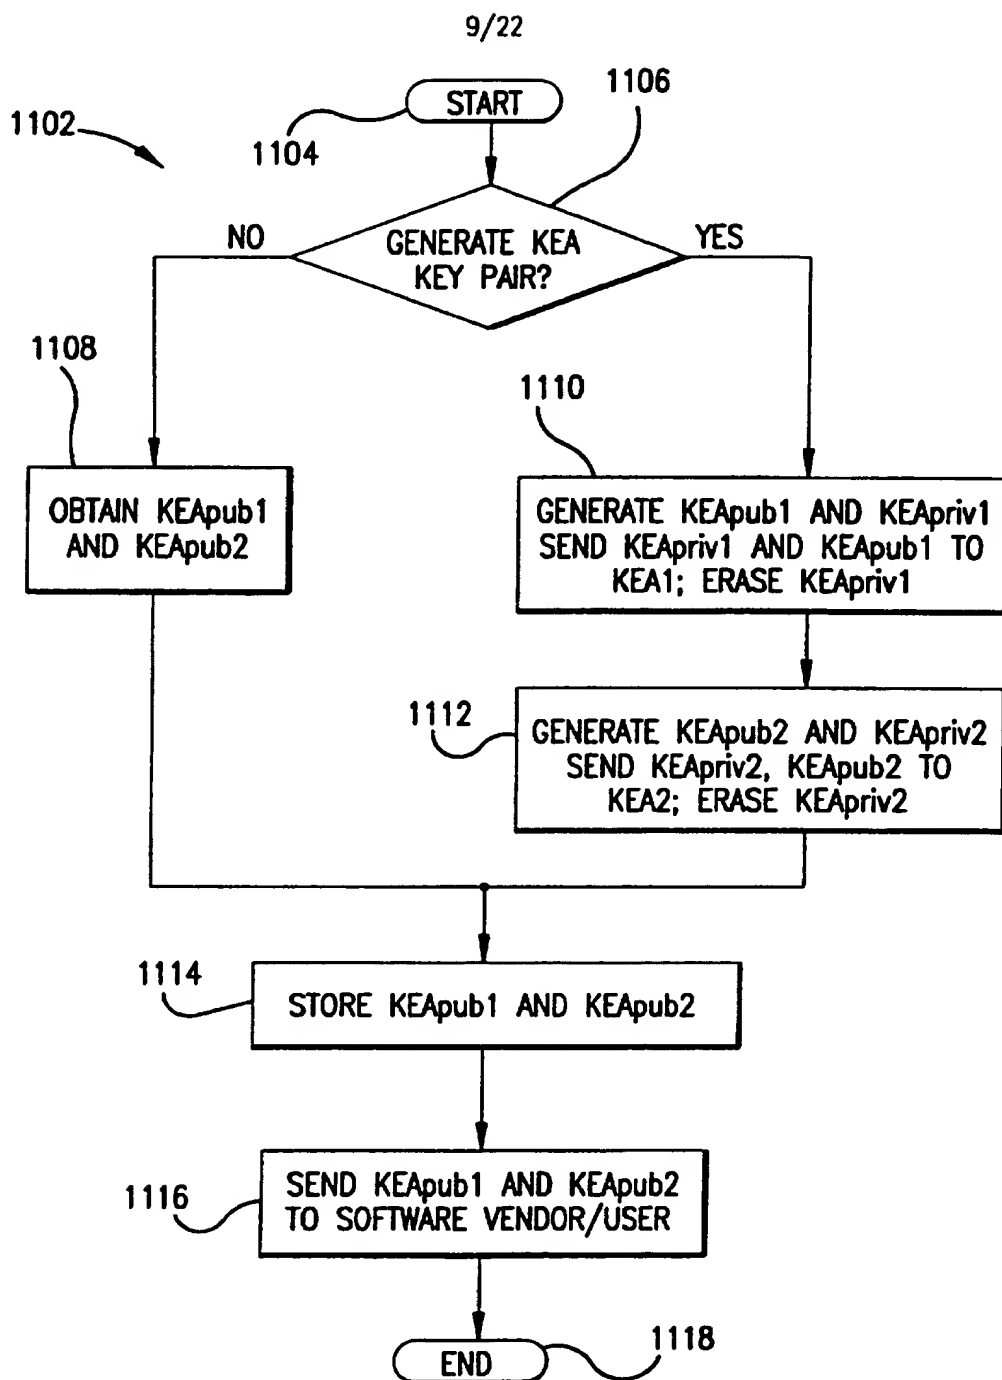 9/22
START
1106
1102
1104
NO
GENERATE KEA
KEY PAIR?
YES
1108
1110
OBTAIN KEApub1
AND KEApub2
GENERATE KEApub1 AND KEApriv1
SEND KEApriv1 AND KEApub1 TO
KEA1; ERASE KEApriv1
1112
GENERATE KEApub2 AND KEApriv2
SEND KEApriv2, KEApub2 TO
KEA2; ERASE KEApriv2
1114
STORE KEApub1 AND KEApub2
1116
SEND KEApub1 AND KEApub2
TO SOFTWARE VENDOR/USER
END
1118